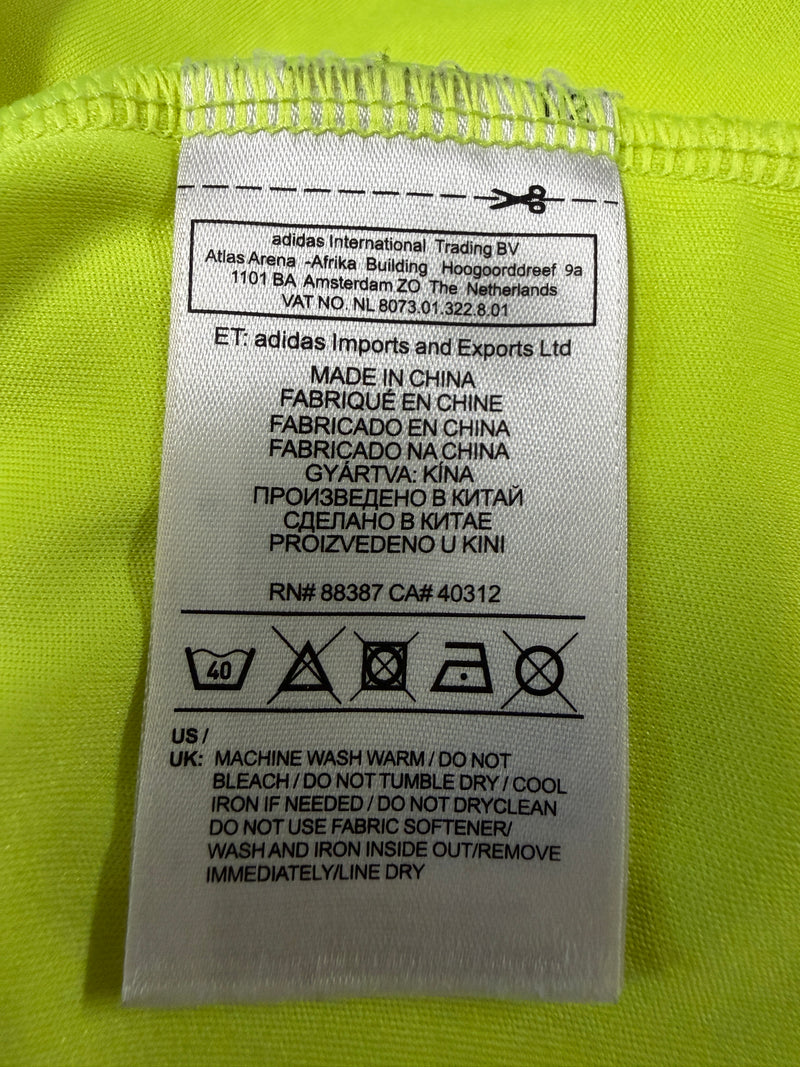 adidas International Trading BV
Atlas Arena -Afrika Building Hoogoorddreef 9a
1101 BA Amsterdam ZO The Netherlands
VAT NO. NL 8073.01.322.8.01
ET: adidas Imports and Exports Ltd
MADE IN CHINA
FABRIQUÉ EN CHINE
FABRICADO EN CHINA
FABRICADO NA CHINA
GYÁRTVA: KÍNA
ПРОИЗВЕДЕНО В КИТАЙ
СДЕЛАНО В КИТАЕ
PROIZVEDENO U KINI
RN# 88387 CA# 40312
40
US /
UK: MACHINE WASH WARM / DO NOT
BLEACH / DO NOT TUMBLE DRY / COOL
IRON IF NEEDED / DO NOT DRYCLEAN
DO NOT USE FABRIC SOFTENER/
WASH AND IRON INSIDE OUT/REMOVE
IMMEDIATELY/LINE DRY